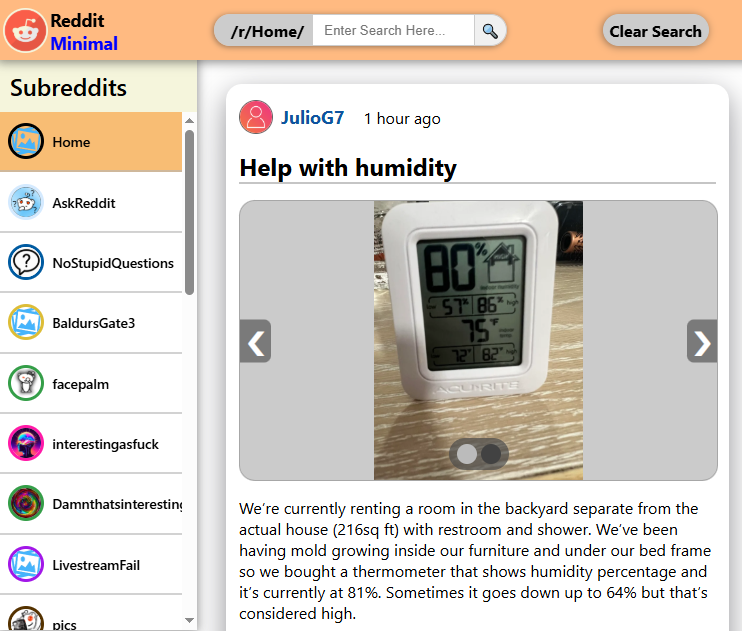 Reddit
Minimal
/r/Home/ Enter Search Here... Clear Search
Subreddits
Home
AskReddit
NoStupidQuestions
BaldursGate3
facepalm
interestingasfuck
Damnthatsinteresting
LivestreamFail
pics
JulioG7 1 hour ago
Help with humidity
80%
indoor humidity
57% 86% high
75°F
indoor temp
72° 82° high
ACURITE
We're currently renting a room in the backyard separate from the
actual house (216sq ft) with restroom and shower. We've been
having mold growing inside our furniture and under our bed frame
so we bought a thermometer that shows humidity percentage and
it's currently at 81%. Sometimes it goes down up to 64% but that's
considered high.